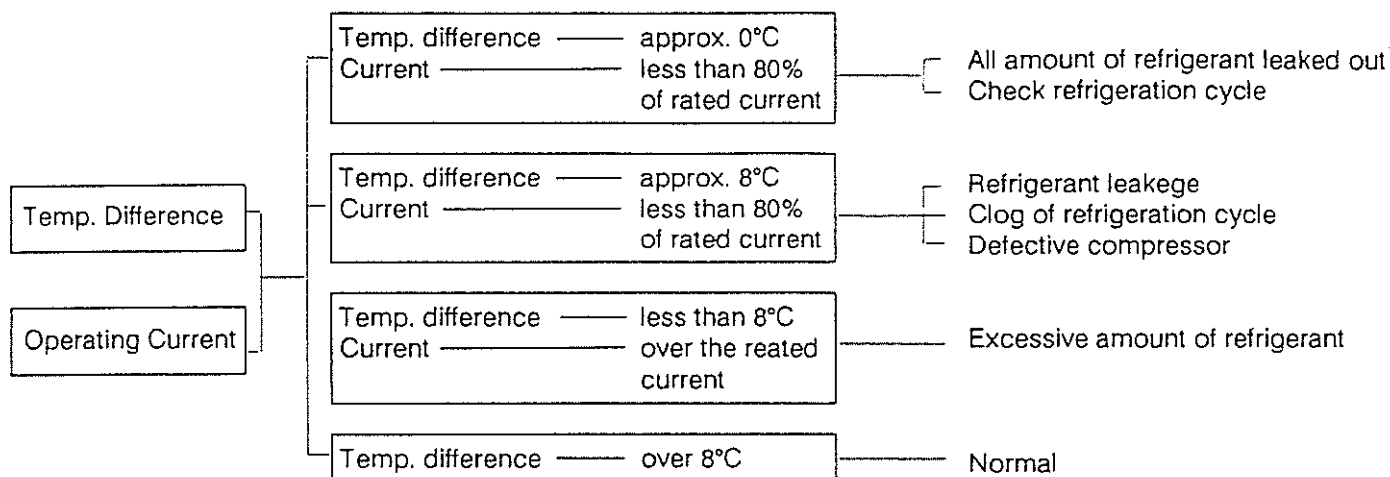 Temp. Difference
Operating Current
Temp. difference approx. 0°C
Current less than 80%
of rated current
All amount of refrigerant leaked out
Check refrigeration cycle
Temp. difference approx. 8°C
Current less than 80%
of rated current
Refrigerant leakege
Clog of refrigeration cycle
Defective compressor
Temp. difference less than 8°C
Current over the reated
current
Excessive amount of refrigerant
Temp. difference over 8°C
Normal